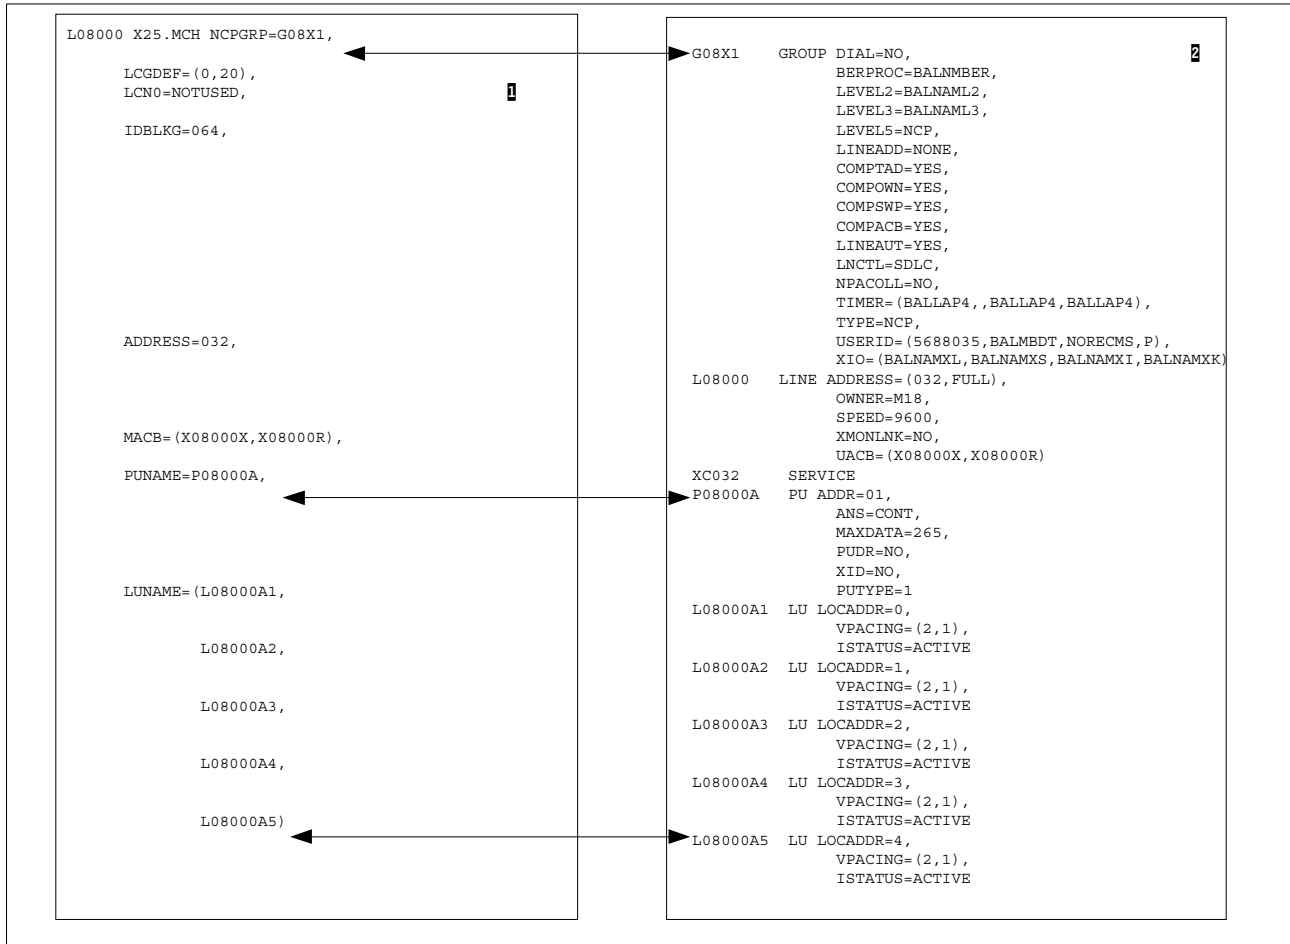 L08000 X25.MCH NCPGRP=G08X1,
LCGDEF=(0,20),
LCN0=NOTUSED, 1
IDBLKG=064,
ADDRESS=032,
MACB=(X08000X,X08000R),
PUNAME=P08000A,
LUNAME=(L08000A1,
L08000A2,
L08000A3,
L08000A4,
L08000A5)
G08X1 GROUP DIAL=NO, 2
BERPROC=BALNMBER,
LEVEL2=BALNAML2,
LEVEL3=BALNAML3,
LEVEL5=NCP,
LINEADD=NONE,
COMPTAD=YES,
COMPOWN=YES,
COMPSWP=YES,
COMPACB=YES,
LINEAUT=YES,
LNCTL=SDLC,
NPACOLL=NO,
TIMER=(BALLAP4,,BALLAP4,BALLAP4),
TYPE=NCP,
USERID=(5688035,BALMBDT,NORECMS,P),
XIO=(BALNAMXL,BALNAMXS,BALNAMXI,BALNAMXK)
L08000 LINE ADDRESS=(032,FULL),
OWNER=M18,
SPEED=9600,
XMONLNK=NO,
UACB=(X08000X,X08000R)
XC032 SERVICE
P08000A PU ADDR=01,
ANS=CONT,
MAXDATA=265,
PUDR=NO,
XID=NO,
PUTYPE=1
L08000A1 LU LOCADDR=0,
VPACING=(2,1),
ISTATUS=ACTIVE
L08000A2 LU LOCADDR=1,
VPACING=(2,1),
ISTATUS=ACTIVE
L08000A3 LU LOCADDR=2,
VPACING=(2,1),
ISTATUS=ACTIVE
L08000A4 LU LOCADDR=3,
VPACING=(2,1),
ISTATUS=ACTIVE
L08000A5 LU LOCADDR=4,
VPACING=(2,1),
ISTATUS=ACTIVE